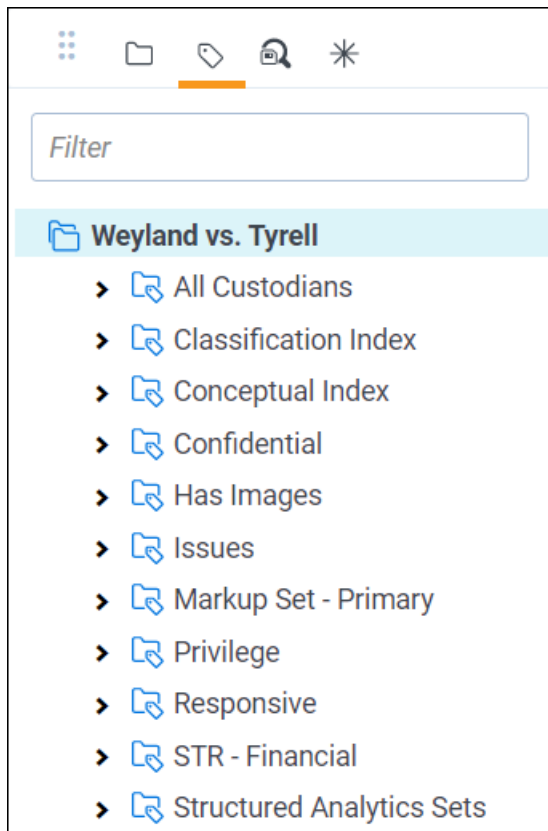 Filter
Weyland vs. Tyrell
All Custodians
Classification Index
Conceptual Index
Confidential
Has Images
Issues
Markup Set - Primary
Privilege
Responsive
STR - Financial
Structured Analytics Sets